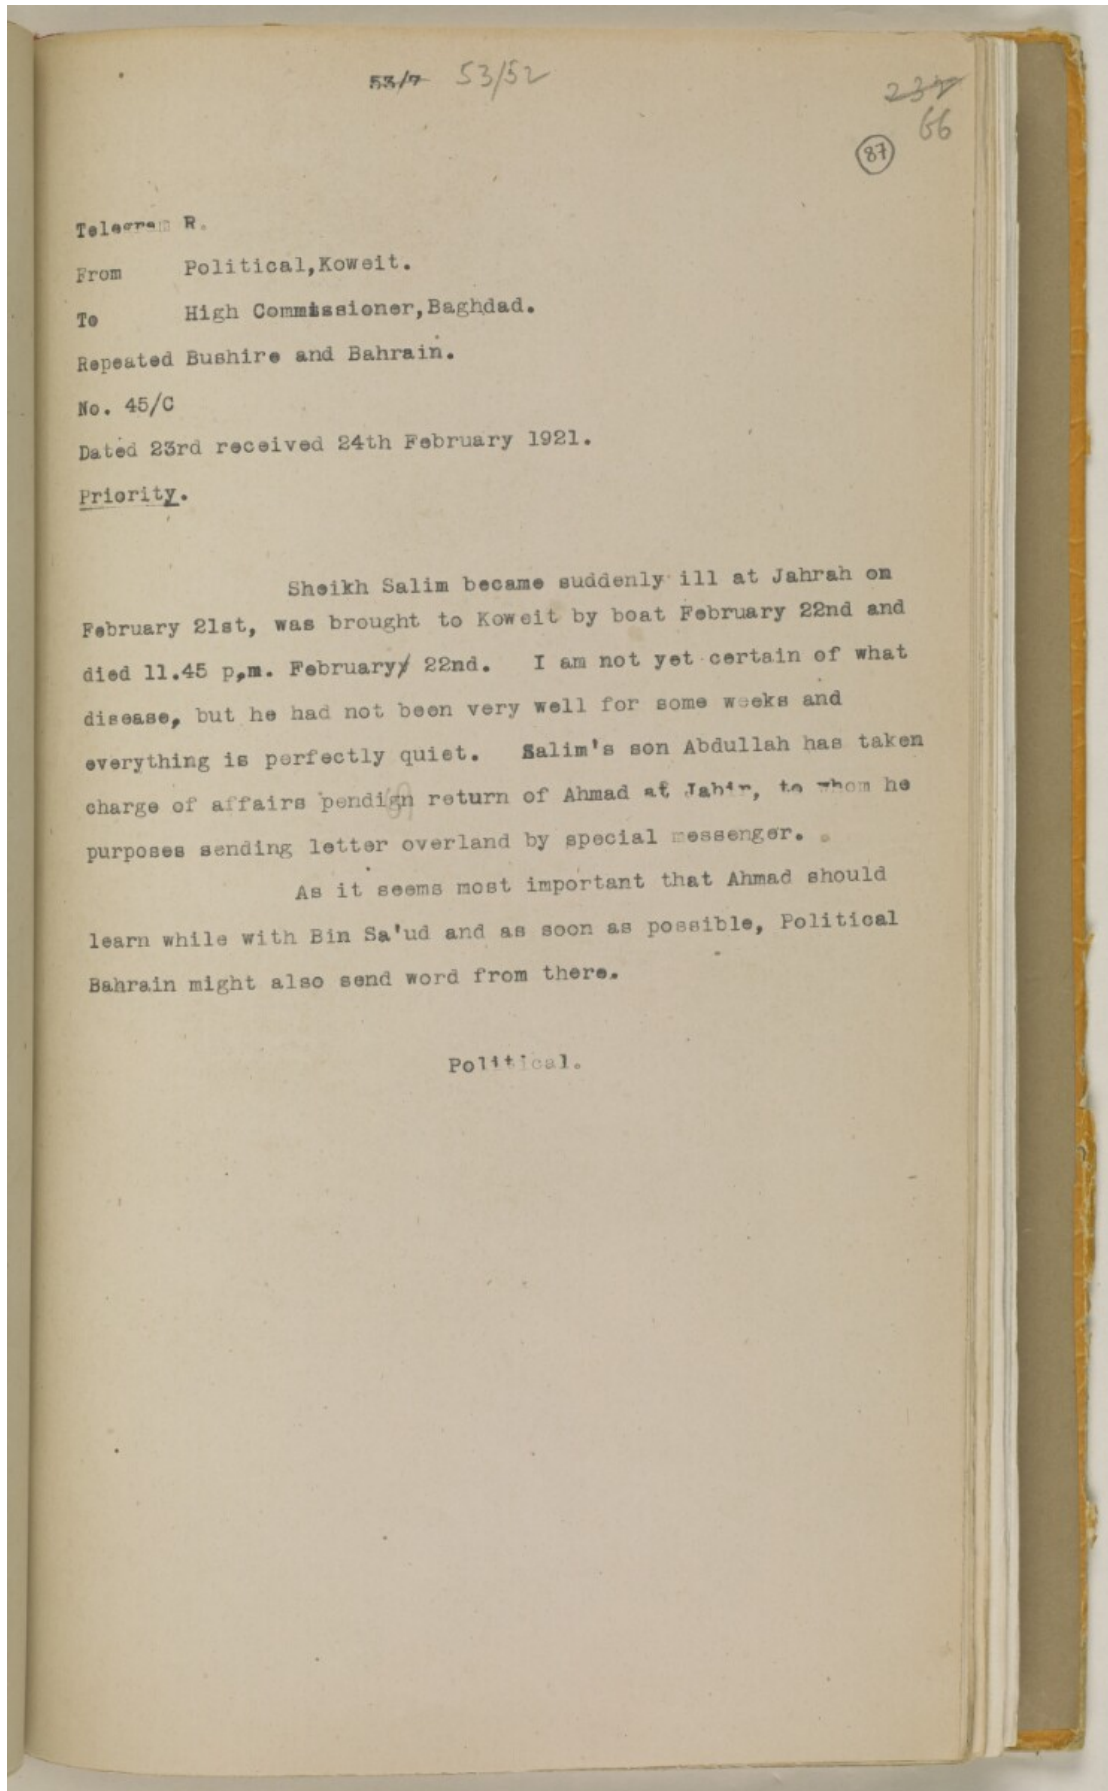 53/7 53/52
232
66
87
Telegram R.
From Political,Koweit.
To High Commissioner,Baghdad.
Repeated Bushire and Bahrain.
No. 45/C
Dated 23rd received 24th February 1921.
Priority.
Sheikh Salim became suddenly ill at Jahrah on
February 21st, was brought to Koweit by boat February 22nd and
died 11.45 p,m. February/ 22nd. I am not yet certain of what
disease, but he had not been very well for some weeks and
everything is perfectly quiet. Salim's son Abdullah has taken
charge of affairs pendign return of Ahmad at Jabir, to whom he
purposes sending letter overland by special messenger.
As it seems most important that Ahmad should
learn while with Bin Sa'ud and as soon as possible, Political
Bahrain might also send word from there.
Political.